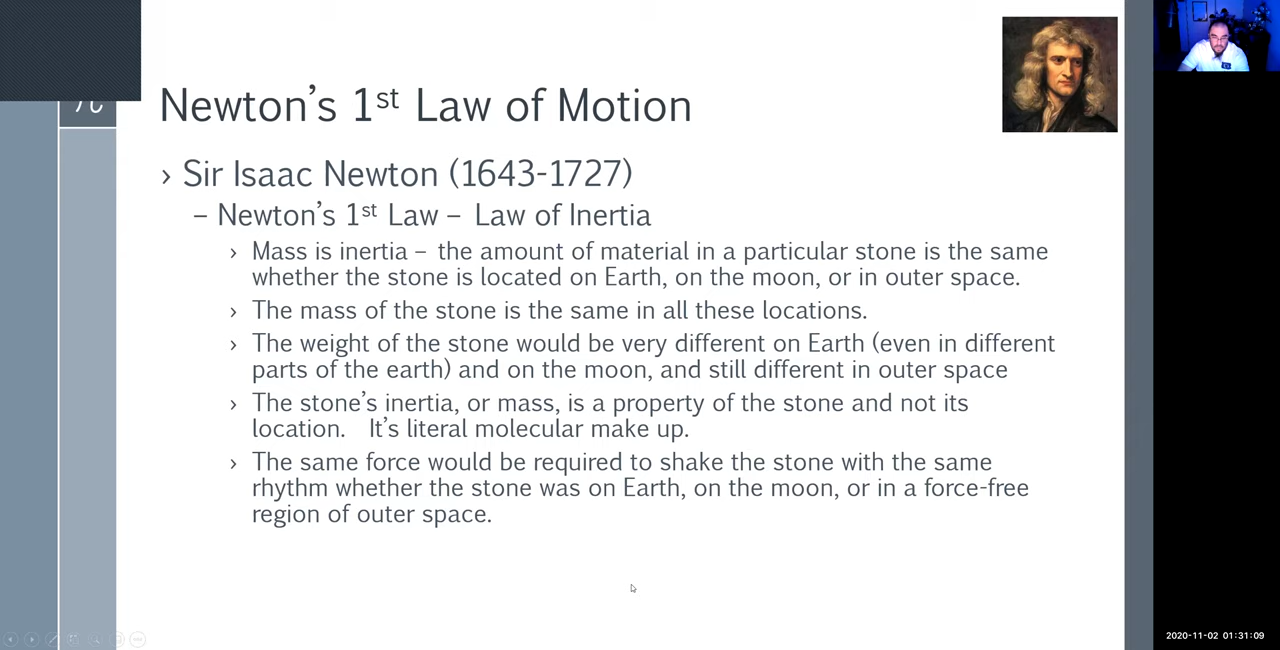 Newton’s 1st Law of Motion
› Sir Isaac Newton (1643-1727)
– Newton’s 1st Law – Law of Inertia
› Mass is inertia – the amount of material in a particular stone is the same
whether the stone is located on Earth, on the moon, or in outer space.
› The mass of the stone is the same in all these locations.
› The weight of the stone would be very different on Earth (even in different
parts of the earth) and on the moon, and still different in outer space
› The stone’s inertia, or mass, is a property of the stone and not its
location. It’s literal molecular make up.
› The same force would be required to shake the stone with the same
rhythm whether the stone was on Earth, on the moon, or in a force-free
region of outer space.
2020-11-02 01:31:09